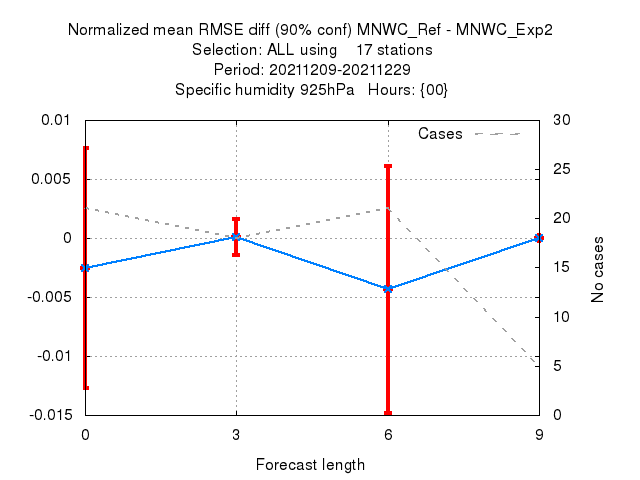 Normalized mean RMSE diff (90% conf) MNWC_Ref - MNWC_Exp2
Selection: ALL using    17 stations
Period: 20211209-20211229
Specific humidity 925hPa   Hours: {00}
Cases
0.01
0.005
0
-0.005
-0.01
-0.015
30
25
20
15
10
5
0
No cases
0
3
6
9
Forecast length